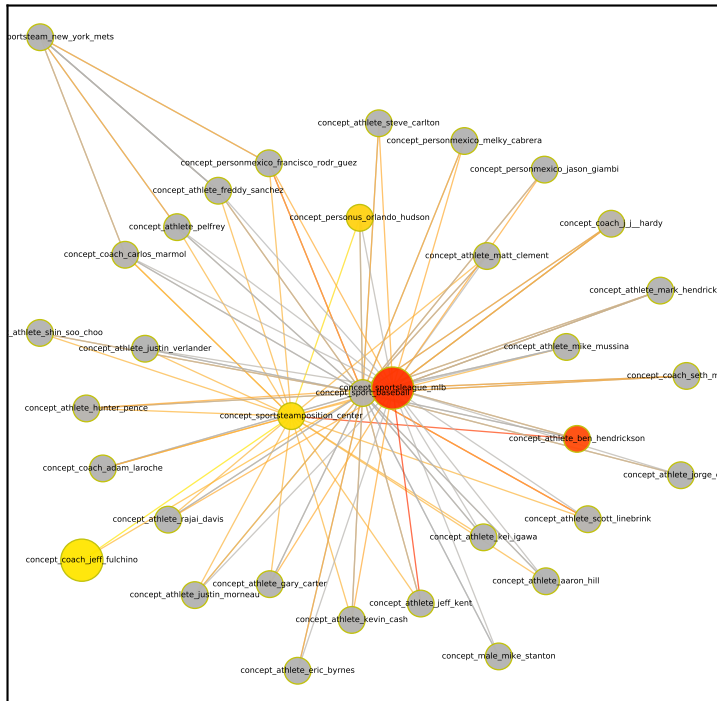 portsteam_new_york_mets
concept_athlete_steve_carlton
concept_personmexico_melky_cabrera
concept_personmexico_francisco_rodr_guez
concept_personmexico_jason_giambi
concept_athlete_freddy_sanchez
concept_personus_orlando_hudson
concept_athlete_pelfrey
concept_coach_j_j__hardy
concept_coach_carlos_marmol
concept_athlete_matt_clement
concept_athlete_mark_hendrick
_athlete_shin_soo_choo
concept_athlete_justin_verlander
concept_athlete_mike_mussina
concept_coach_seth_m
concept_sportsleague_mlb
concept_sport_baseball
concept_athlete_hunter_pence
concept_sportsteamposition_center
concept_athlete_ben_hendrickson
concept_coach_adam_laroche
concept_athlete_jorge_
concept_athlete_rajai_davis
concept_athlete_scott_linebrink
concept_athlete_kei_igawa
concept_coach_jeff_fulchino
concept_athlete_aaron_hill
concept_athlete_gary_carter
concept_athlete_justin_morneau
concept_athlete_jeff_kent
concept_athlete_kevin_cash
concept_male_mike_stanton
concept_athlete_eric_byrnes